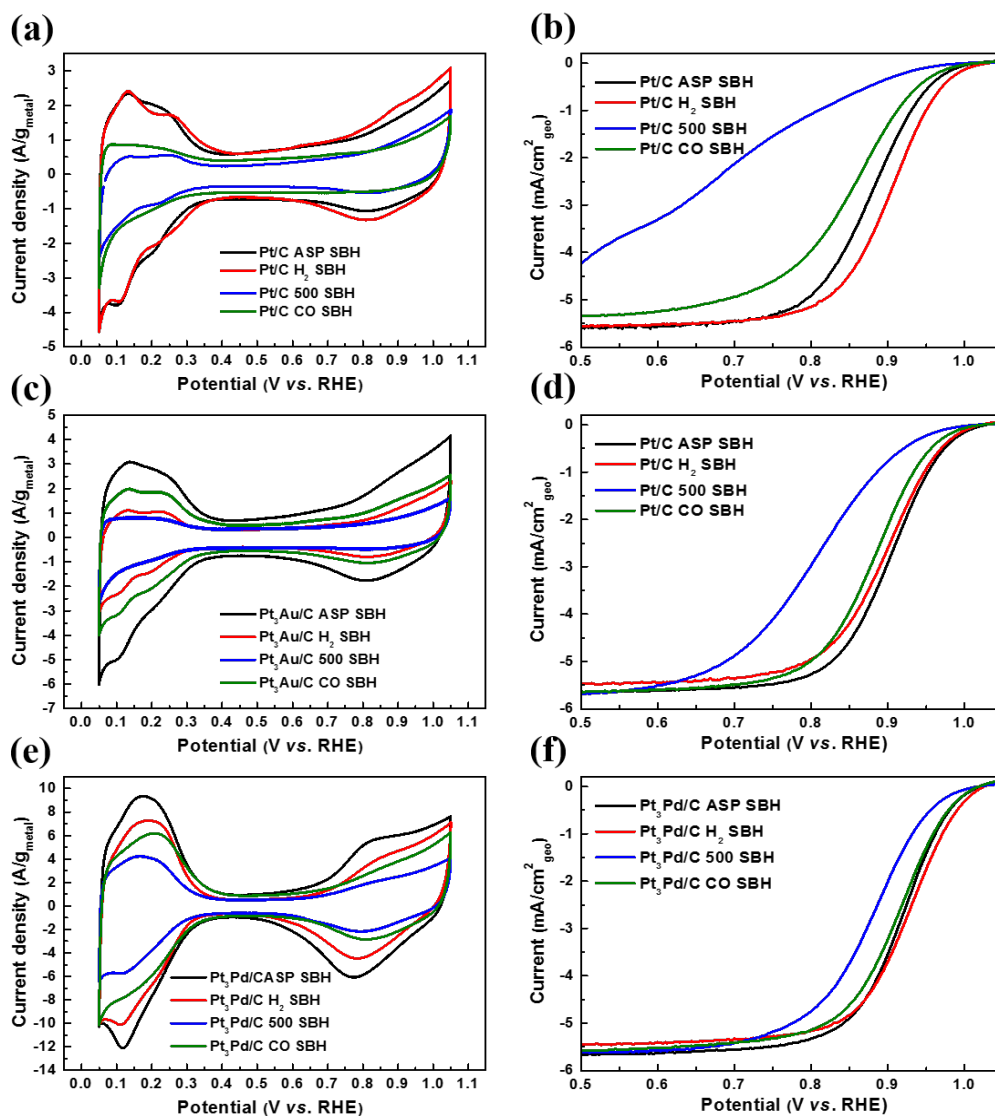 (a)
Current density (A/g_metal)
3
2
1
0
-1
-2
-3
-4
-5
Pt/C ASP SBH
Pt/C H₂ SBH
Pt/C 500 SBH
Pt/C CO SBH
0.0 0.1 0.2 0.3 0.4 0.5 0.6 0.7 0.8 0.9 1.0 1.1
Potential (V vs. RHE)
(b)
Current (mA/cm²_geo)
0
-1
-2
-3
-4
-5
-6
Pt/C ASP SBH
Pt/C H₂ SBH
Pt/C 500 SBH
Pt/C CO SBH
0.5 0.6 0.7 0.8 0.9 1.0
Potential (V vs. RHE)
(c)
Current density (A/g_metal)
5
4
3
2
1
0
-1
-2
-3
-4
-5
-6
-7
Pt₃Au/C ASP SBH
Pt₃Au/C H₂ SBH
Pt₃Au/C 500 SBH
Pt₃Au/C CO SBH
0.0 0.1 0.2 0.3 0.4 0.5 0.6 0.7 0.8 0.9 1.0 1.1
Potential (V vs. RHE)
(d)
Current (mA/cm²_geo)
0
-1
-2
-3
-4
-5
-6
Pt/C ASP SBH
Pt/C H₂ SBH
Pt/C 500 SBH
Pt/C CO SBH
0.5 0.6 0.7 0.8 0.9 1.0
Potential (V vs. RHE)
(e)
Current density (A/g_metal)
10
8
6
4
2
0
-2
-4
-6
-8
-10
-12
-14
Pt₃Pd/CASP SBH
Pt₃Pd/C H₂ SBH
Pt₃Pd/C 500 SBH
Pt₃Pd/C CO SBH
0.0 0.1 0.2 0.3 0.4 0.5 0.6 0.7 0.8 0.9 1.0 1.1
Potential (V vs. RHE)
(f)
Current (mA/cm²_geo)
0
-1
-2
-3
-4
-5
-6
Pt₃Pd/C ASP SBH
Pt₃Pd/C H₂ SBH
Pt₃Pd/C 500 SBH
Pt₃Pd/C CO SBH
0.5 0.6 0.7 0.8 0.9 1.0
Potential (V vs. RHE)